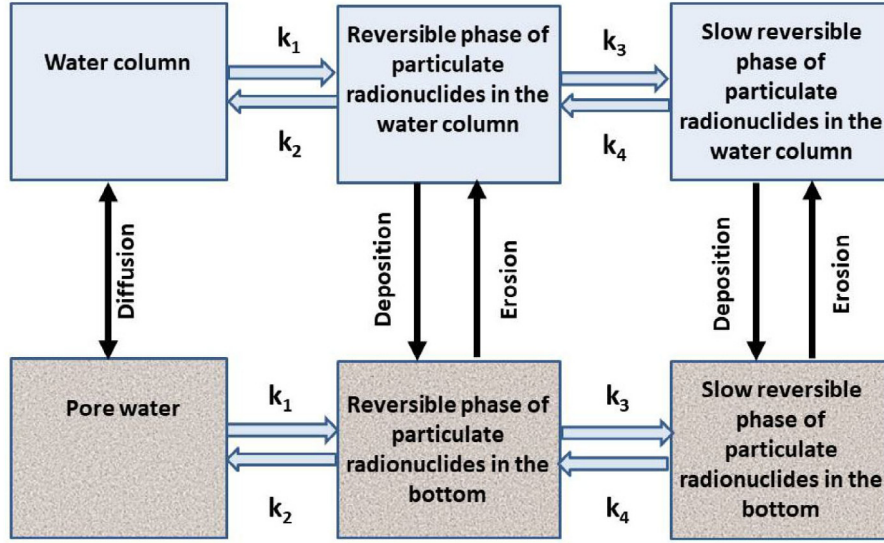 Water column
k1
k2
Reversible phase of
particulate
radionuclides in the
water column
k3
k4
Slow reversible
phase of
particulate
radionuclides in the
water column
Diffusion
Deposition
Erosion
Deposition
Erosion
Pore water
k1
k2
Reversible phase of
particulate
radionuclides in the
bottom
k3
k4
Slow reversible
phase of
particulate
radionuclides in the
bottom